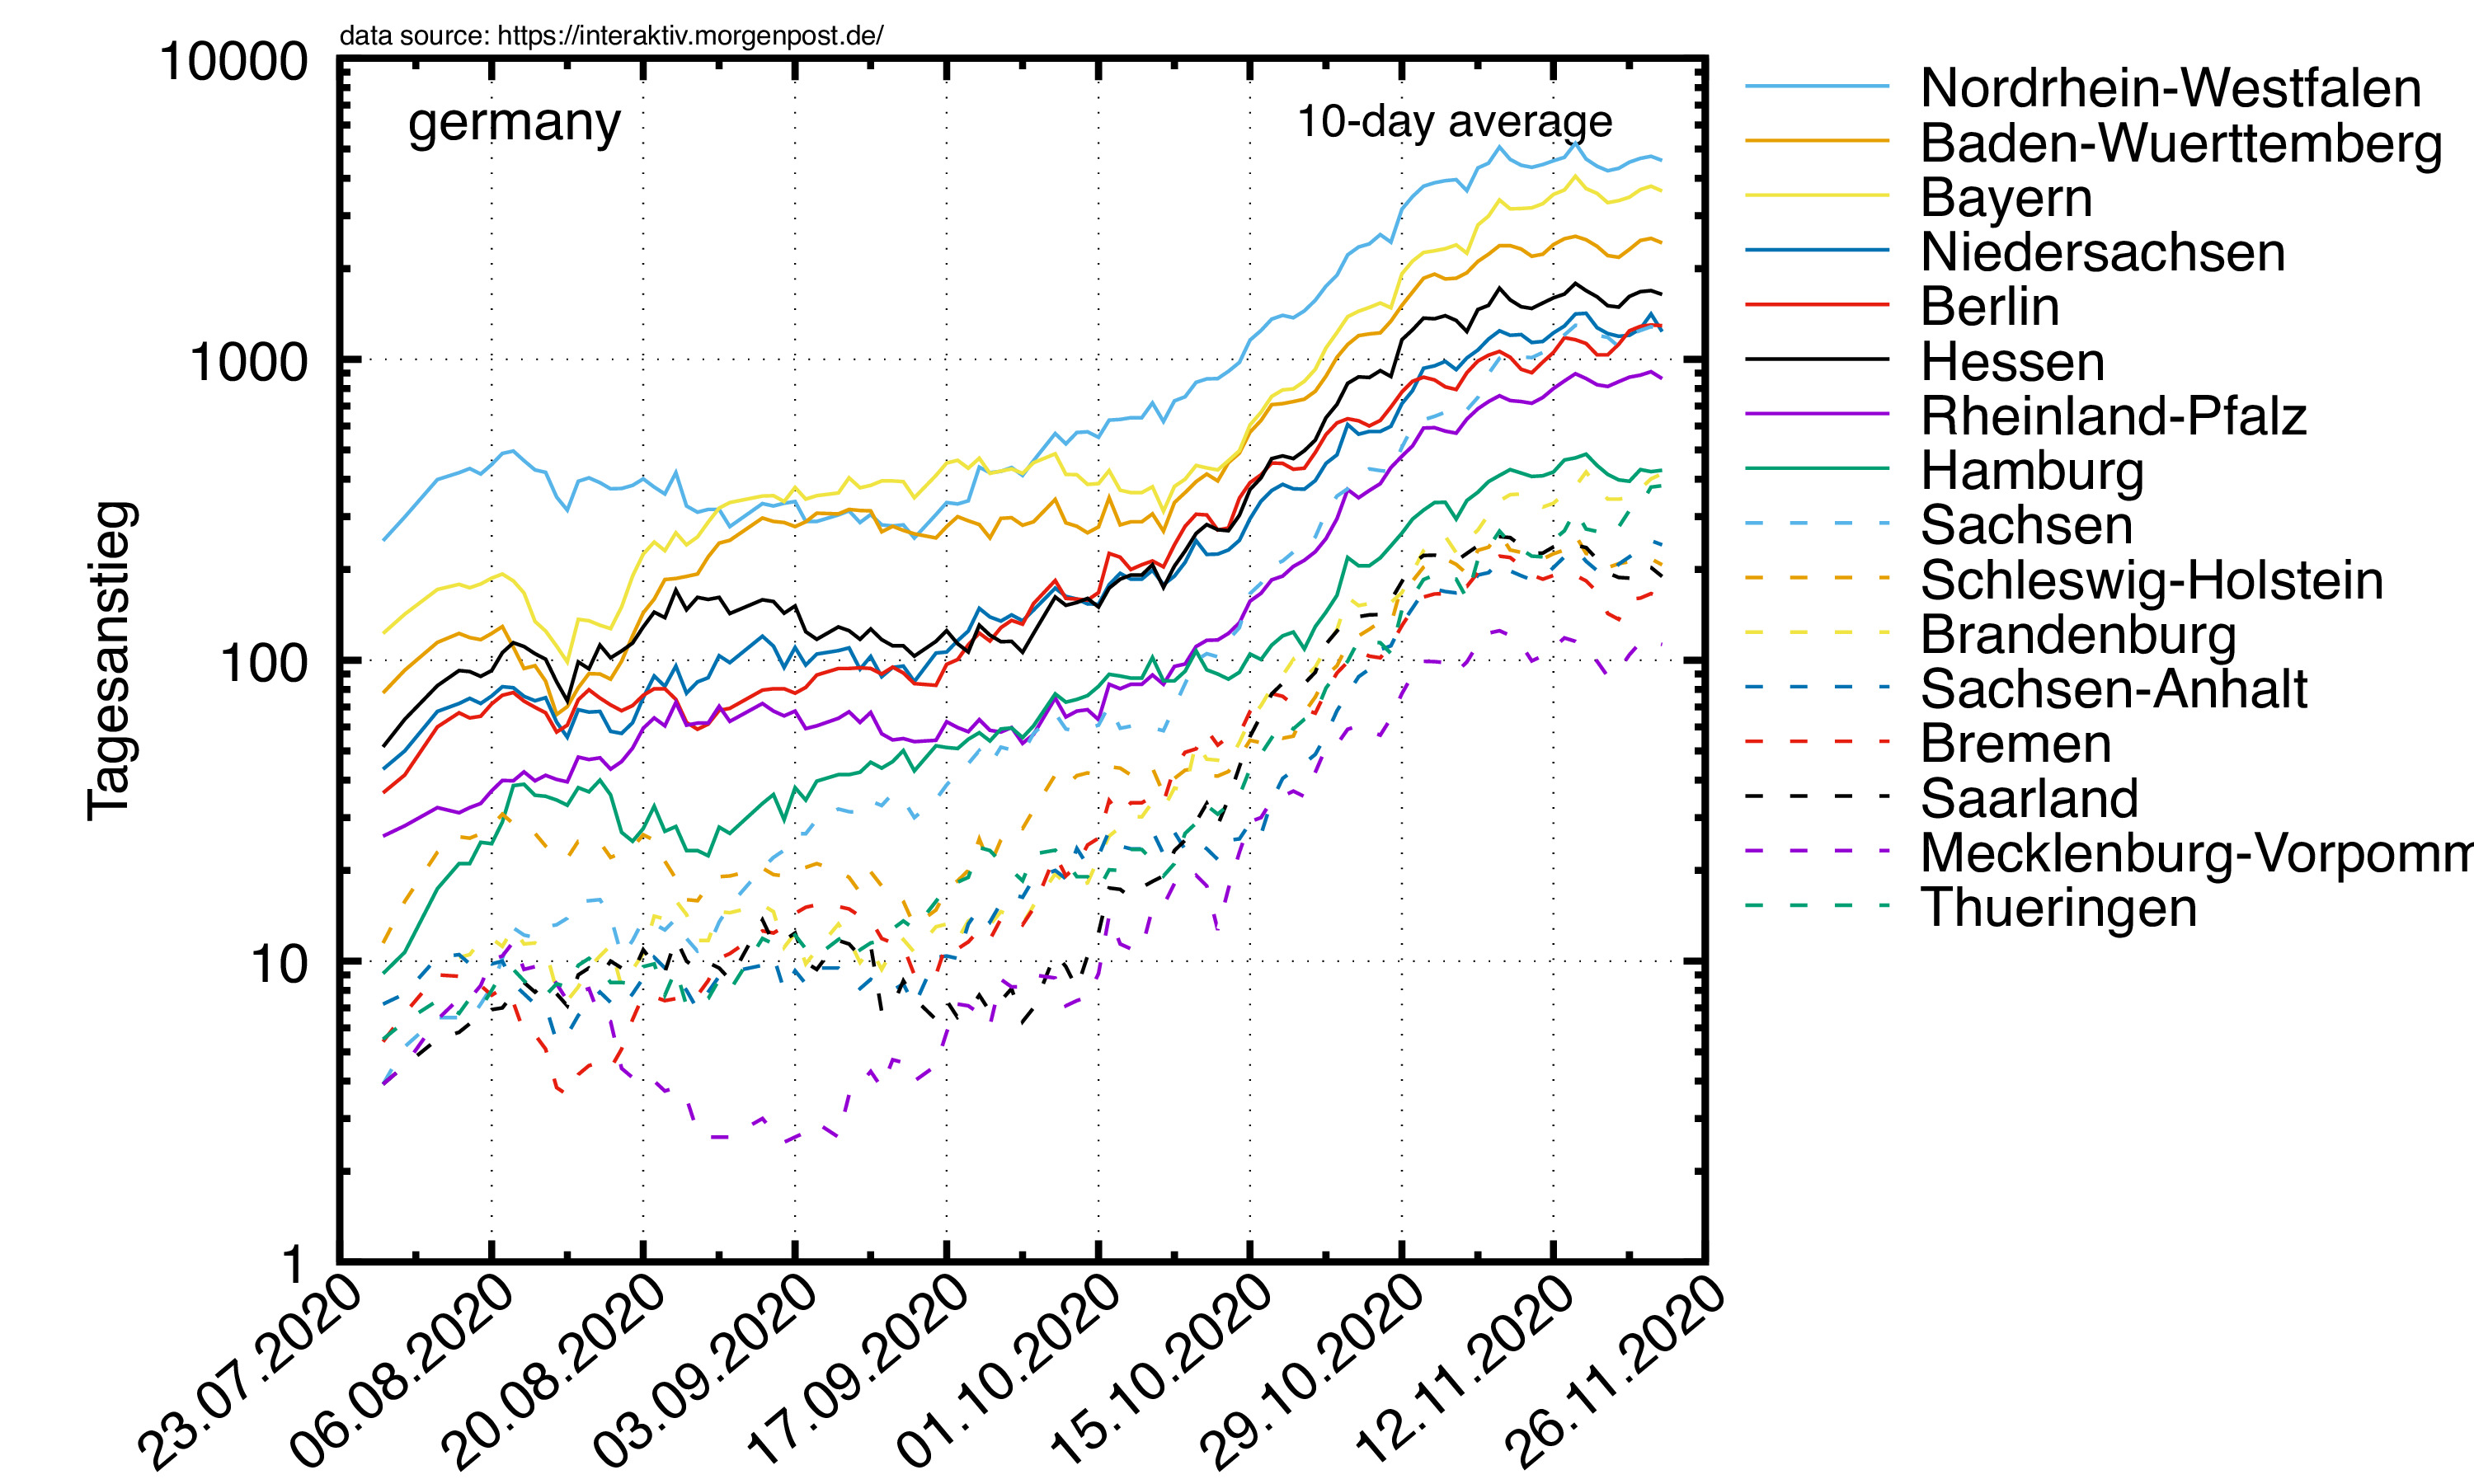 data source: https://interaktiv.morgenpost.de/
10000
1000
100
10
1
Tagesanstieg
germany
10-day average
23.07.2020
06.08.2020
20.08.2020
03.09.2020
17.09.2020
01.10.2020
15.10.2020
29.10.2020
12.11.2020
26.11.2020
Nordrhein-Westfalen
Baden-Wuerttemberg
Bayern
Niedersachsen
Berlin
Hessen
Rheinland-Pfalz
Hamburg
Sachsen
Schleswig-Holstein
Brandenburg
Sachsen-Anhalt
Bremen
Saarland
Mecklenburg-Vorpomm
Thueringen